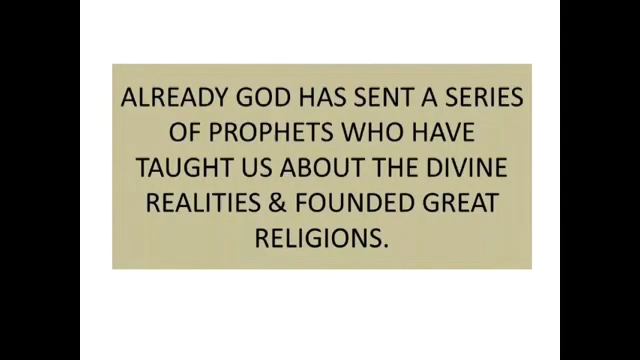 ALREADY GOD HAS SENT A SERIES
OF PROPHETS WHO HAVE
TAUGHT US ABOUT THE DIVINE
REALITIES & FOUNDED GREAT
RELIGIONS.